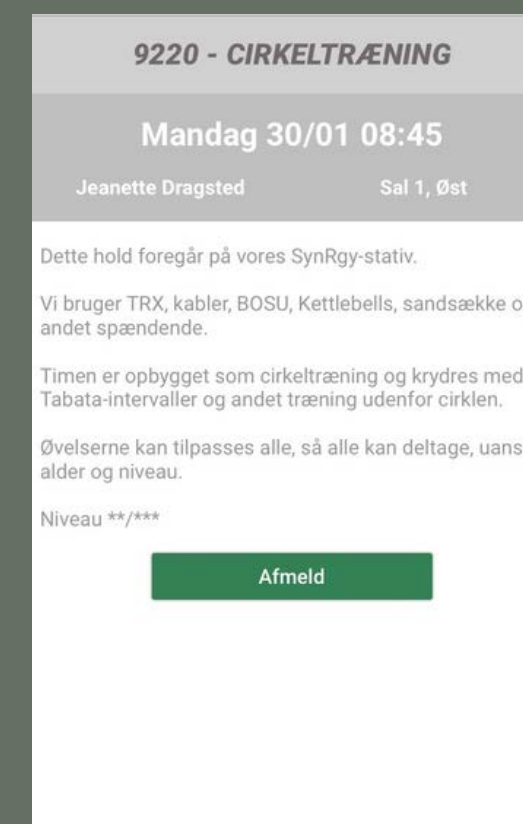 9220 - CIRKELTRÆNING
Mandag 30/01 08:45
Jeanette Dragsted Sal 1, Øst
Dette hold foregår på vores SynRgy-stativ.
Vi bruger TRX, kabler, BOSU, Kettlebells, sandsække o
andet spændende.
Timen er opbygget som cirkeltræning og krydres med
Tabata-intervaller og andet træning udenfor cirklen.
Øvelserne kan tilpasses alle, så alle kan deltage, uans
alder og niveau.
Niveau **/***
Afmeld